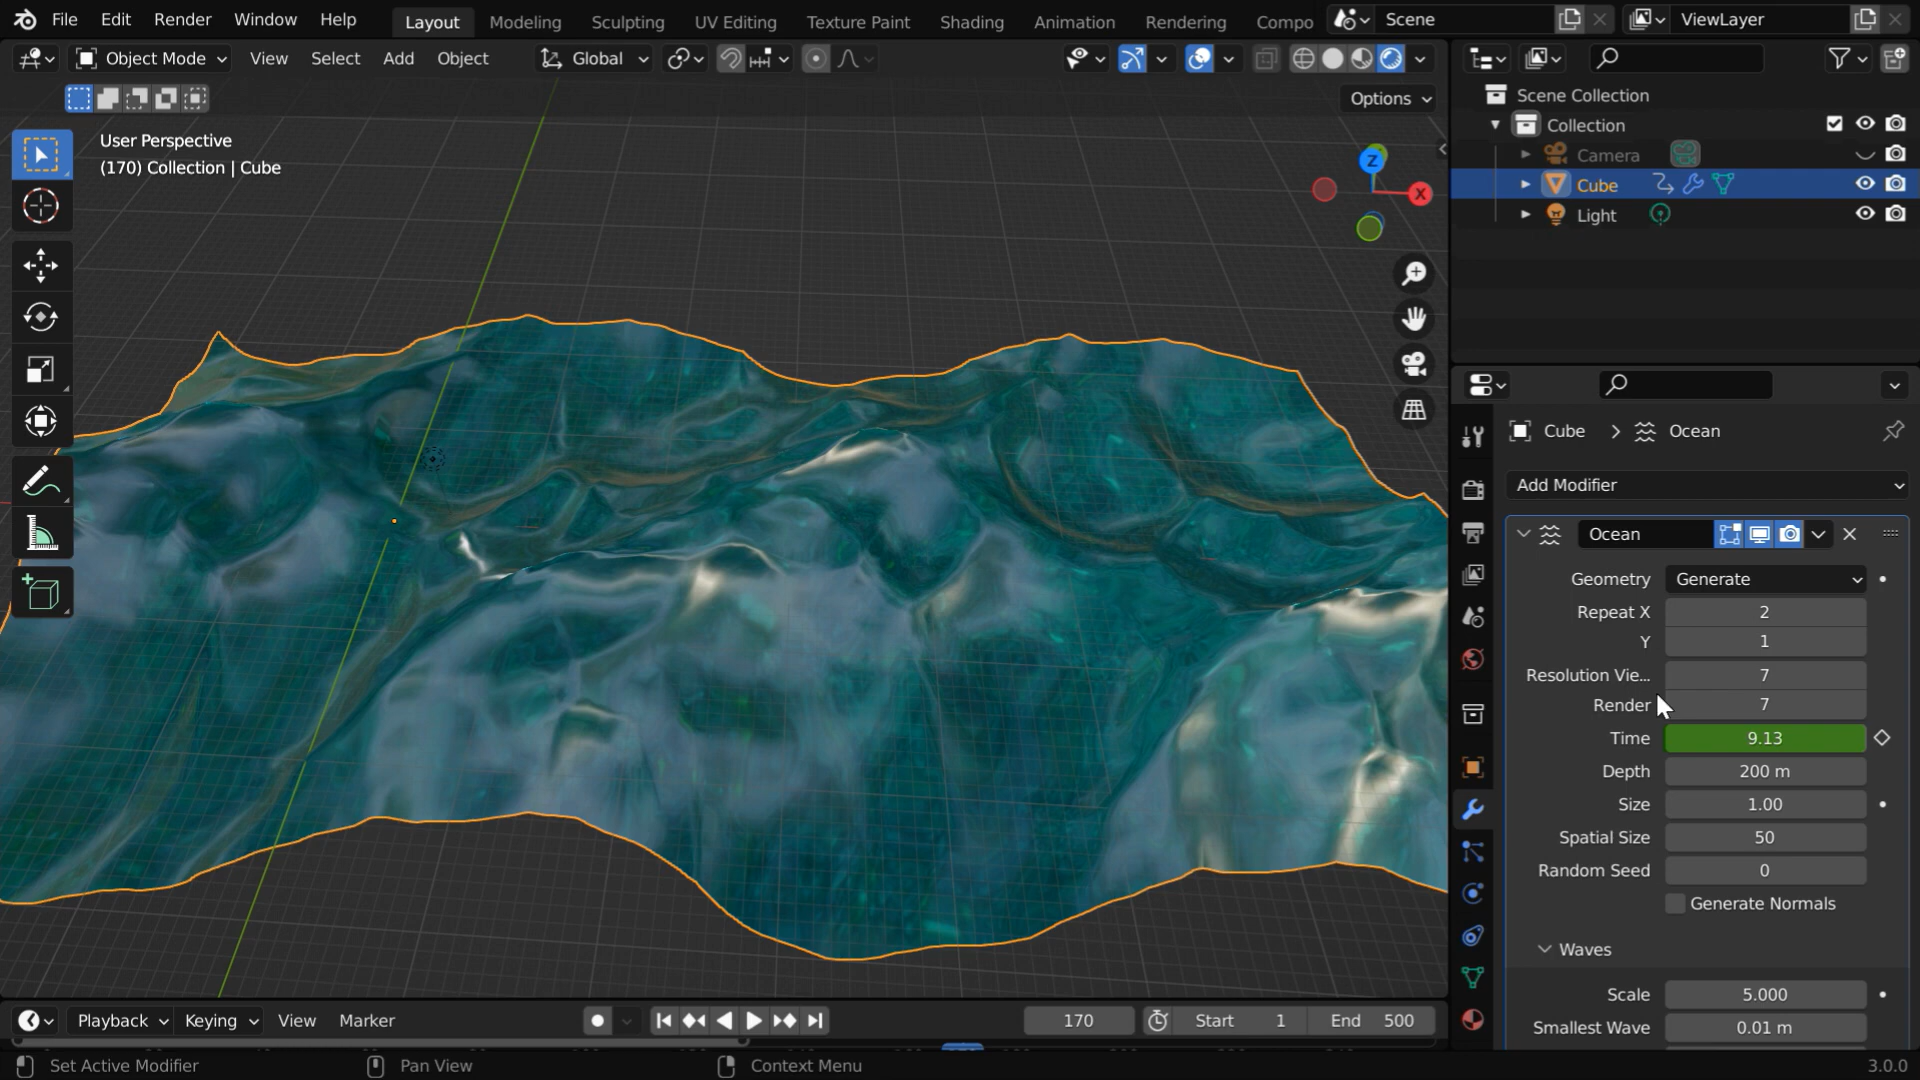 File Edit Render Window Help Layout Modeling Sculpting UV Editing Texture Paint Shading Animation Rendering Compo Scene ViewLayer
Object Mode View Select Add Object Global
Options
User Perspective
(170) Collection | Cube
Z
X
Scene Collection
Collection
Camera
Cube
Light
Cube > Ocean
Add Modifier
Ocean
Geometry Generate
Repeat X 2
Y 1
Resolution Vie... 7
Render 7
Time 9.13
Depth 200 m
Size 1.00
Spatial Size 50
Random Seed 0
Generate Normals
Waves
Scale 5.000
Smallest Wave 0.01 m
Playback Keying View Marker 170 Start 1 End 500
Set Active Modifier Pan View Context Menu 3.0.0